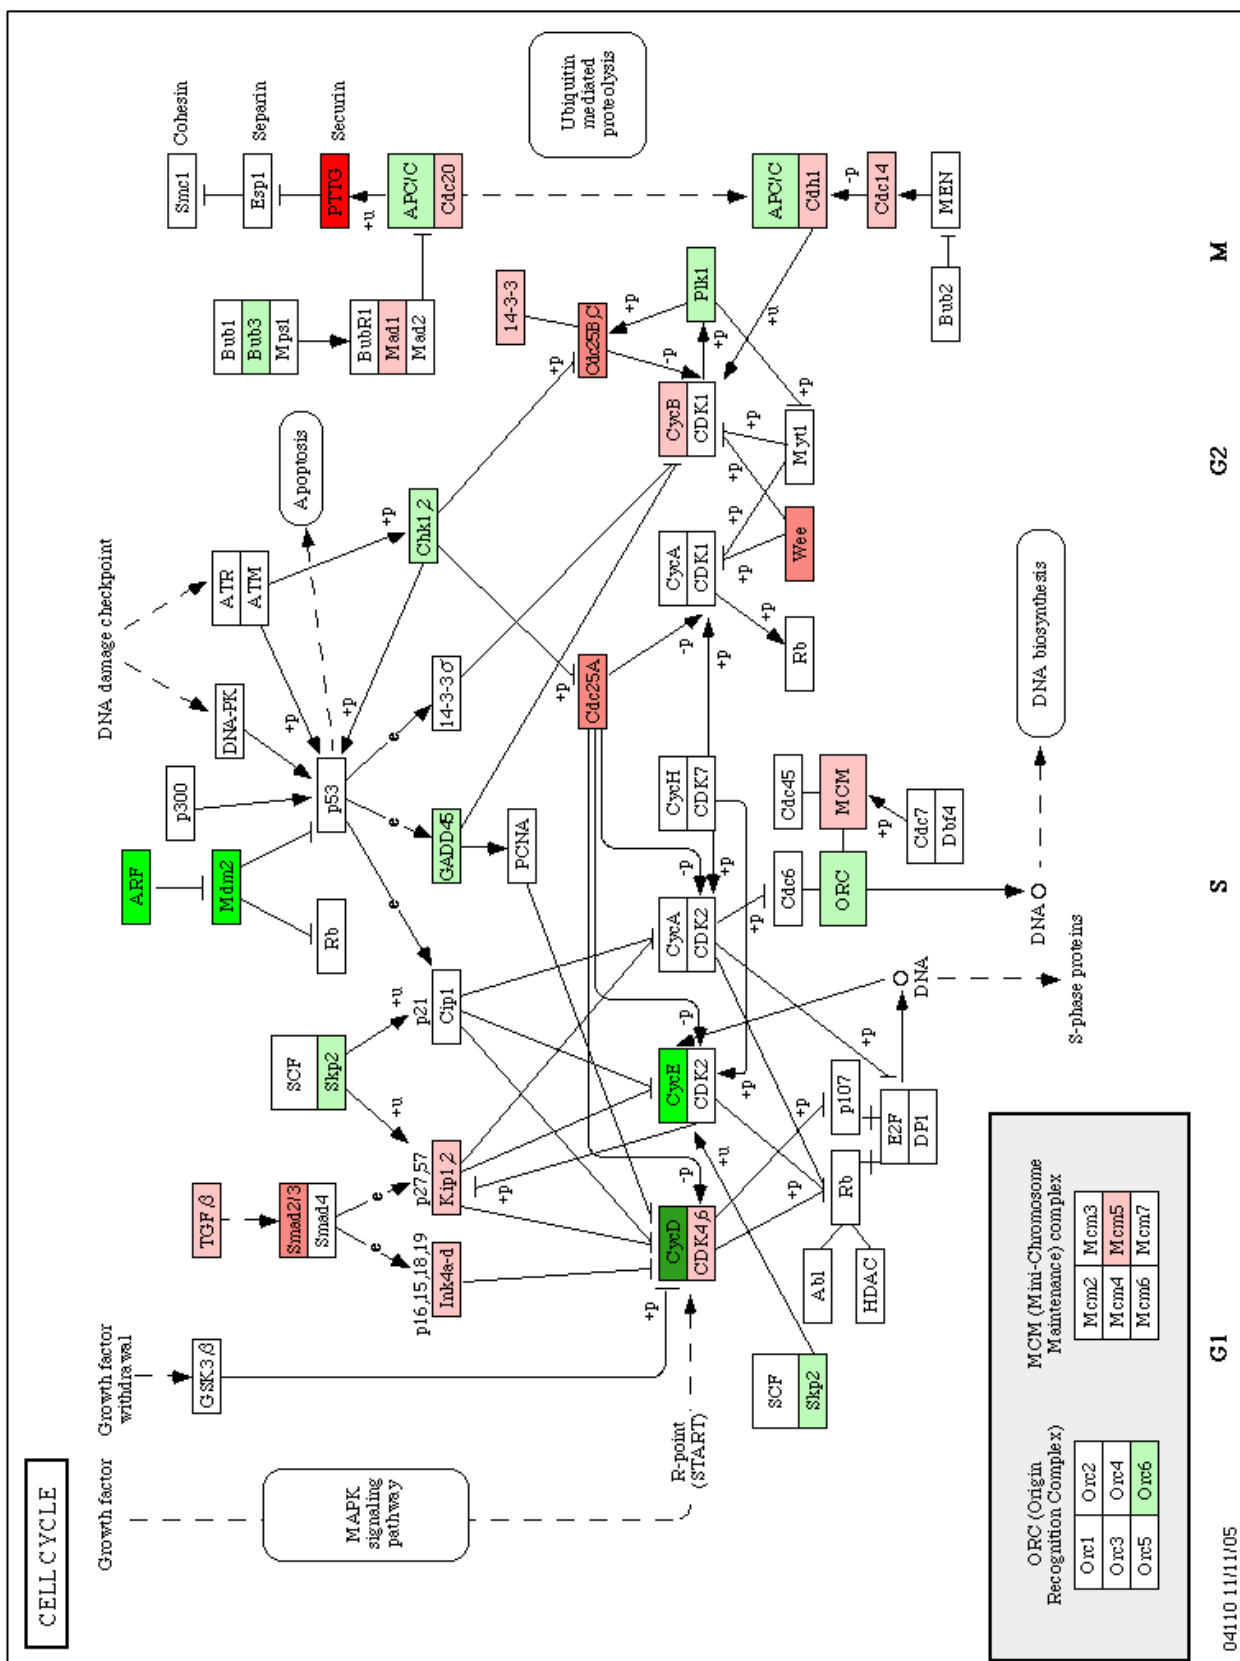 CELL CYCLE
Growth factor
Growth factor
withdrawal
GSK3β
MAPK
signaling
pathway
R-point
(START)
TGFβ
Smad2/3
Smad4
e
e
p16,15,18,19
Ink4a-d
p27,57
Kip1,2
SCF
Skp2
+u
+u
p21
Cip1
ARF
Mdm2
Rb
p300
DNA-PK
p53
e
e
e
DNA damage checkpoint
ATR
ATM
+p
+p
+p
Apoptosis
GADD45
PCNA
14-3-3σ
Chk1,2
Bub1
Bub3
Mps1
BubR1
Mad1
Mad2
Smc1
Cohesin
Esp1
Separin
PTTG
Securin
+u
APC/C
Cdc20
Ubiquitin
mediated
proteolysis
14-3-3
Cdc25B,C
+p
Cdc25A
+p
+p
-p
Plk1
+p
+p
+p
CycD
CDK4,6
-p
+p
+p
CycE
CDK2
-p
+p
+u
CycA
CDK2
-p
+p
CycH
CDK7
CycA
CDK1
-p
+p
CycB
CDK1
+p
Rb
Wee
+p
+p
+p
Myt1
APC/C
Cdh1
+u
-p
Cdc14
MEN
Bub2
SCF
Skp2
Abl
HDAC
Rb
+p
+p
p107
E2F
DP1
+p
DNA
S-phase proteins
+p
Cdc6
Cdc45
ORC
MCM
+p
Cdc7
Dbf4
DNA
DNA biosynthesis
ORC (Origin
Recognition Complex)
Orc1 Orc2
Orc3 Orc4
Orc5 Orc6
MCM (Mini-Chromosome
Maintenance) complex
Mcm2 Mcm3
Mcm4 Mcm5
Mcm6 Mcm7
G1
S
G2
M
04110 11/11/05